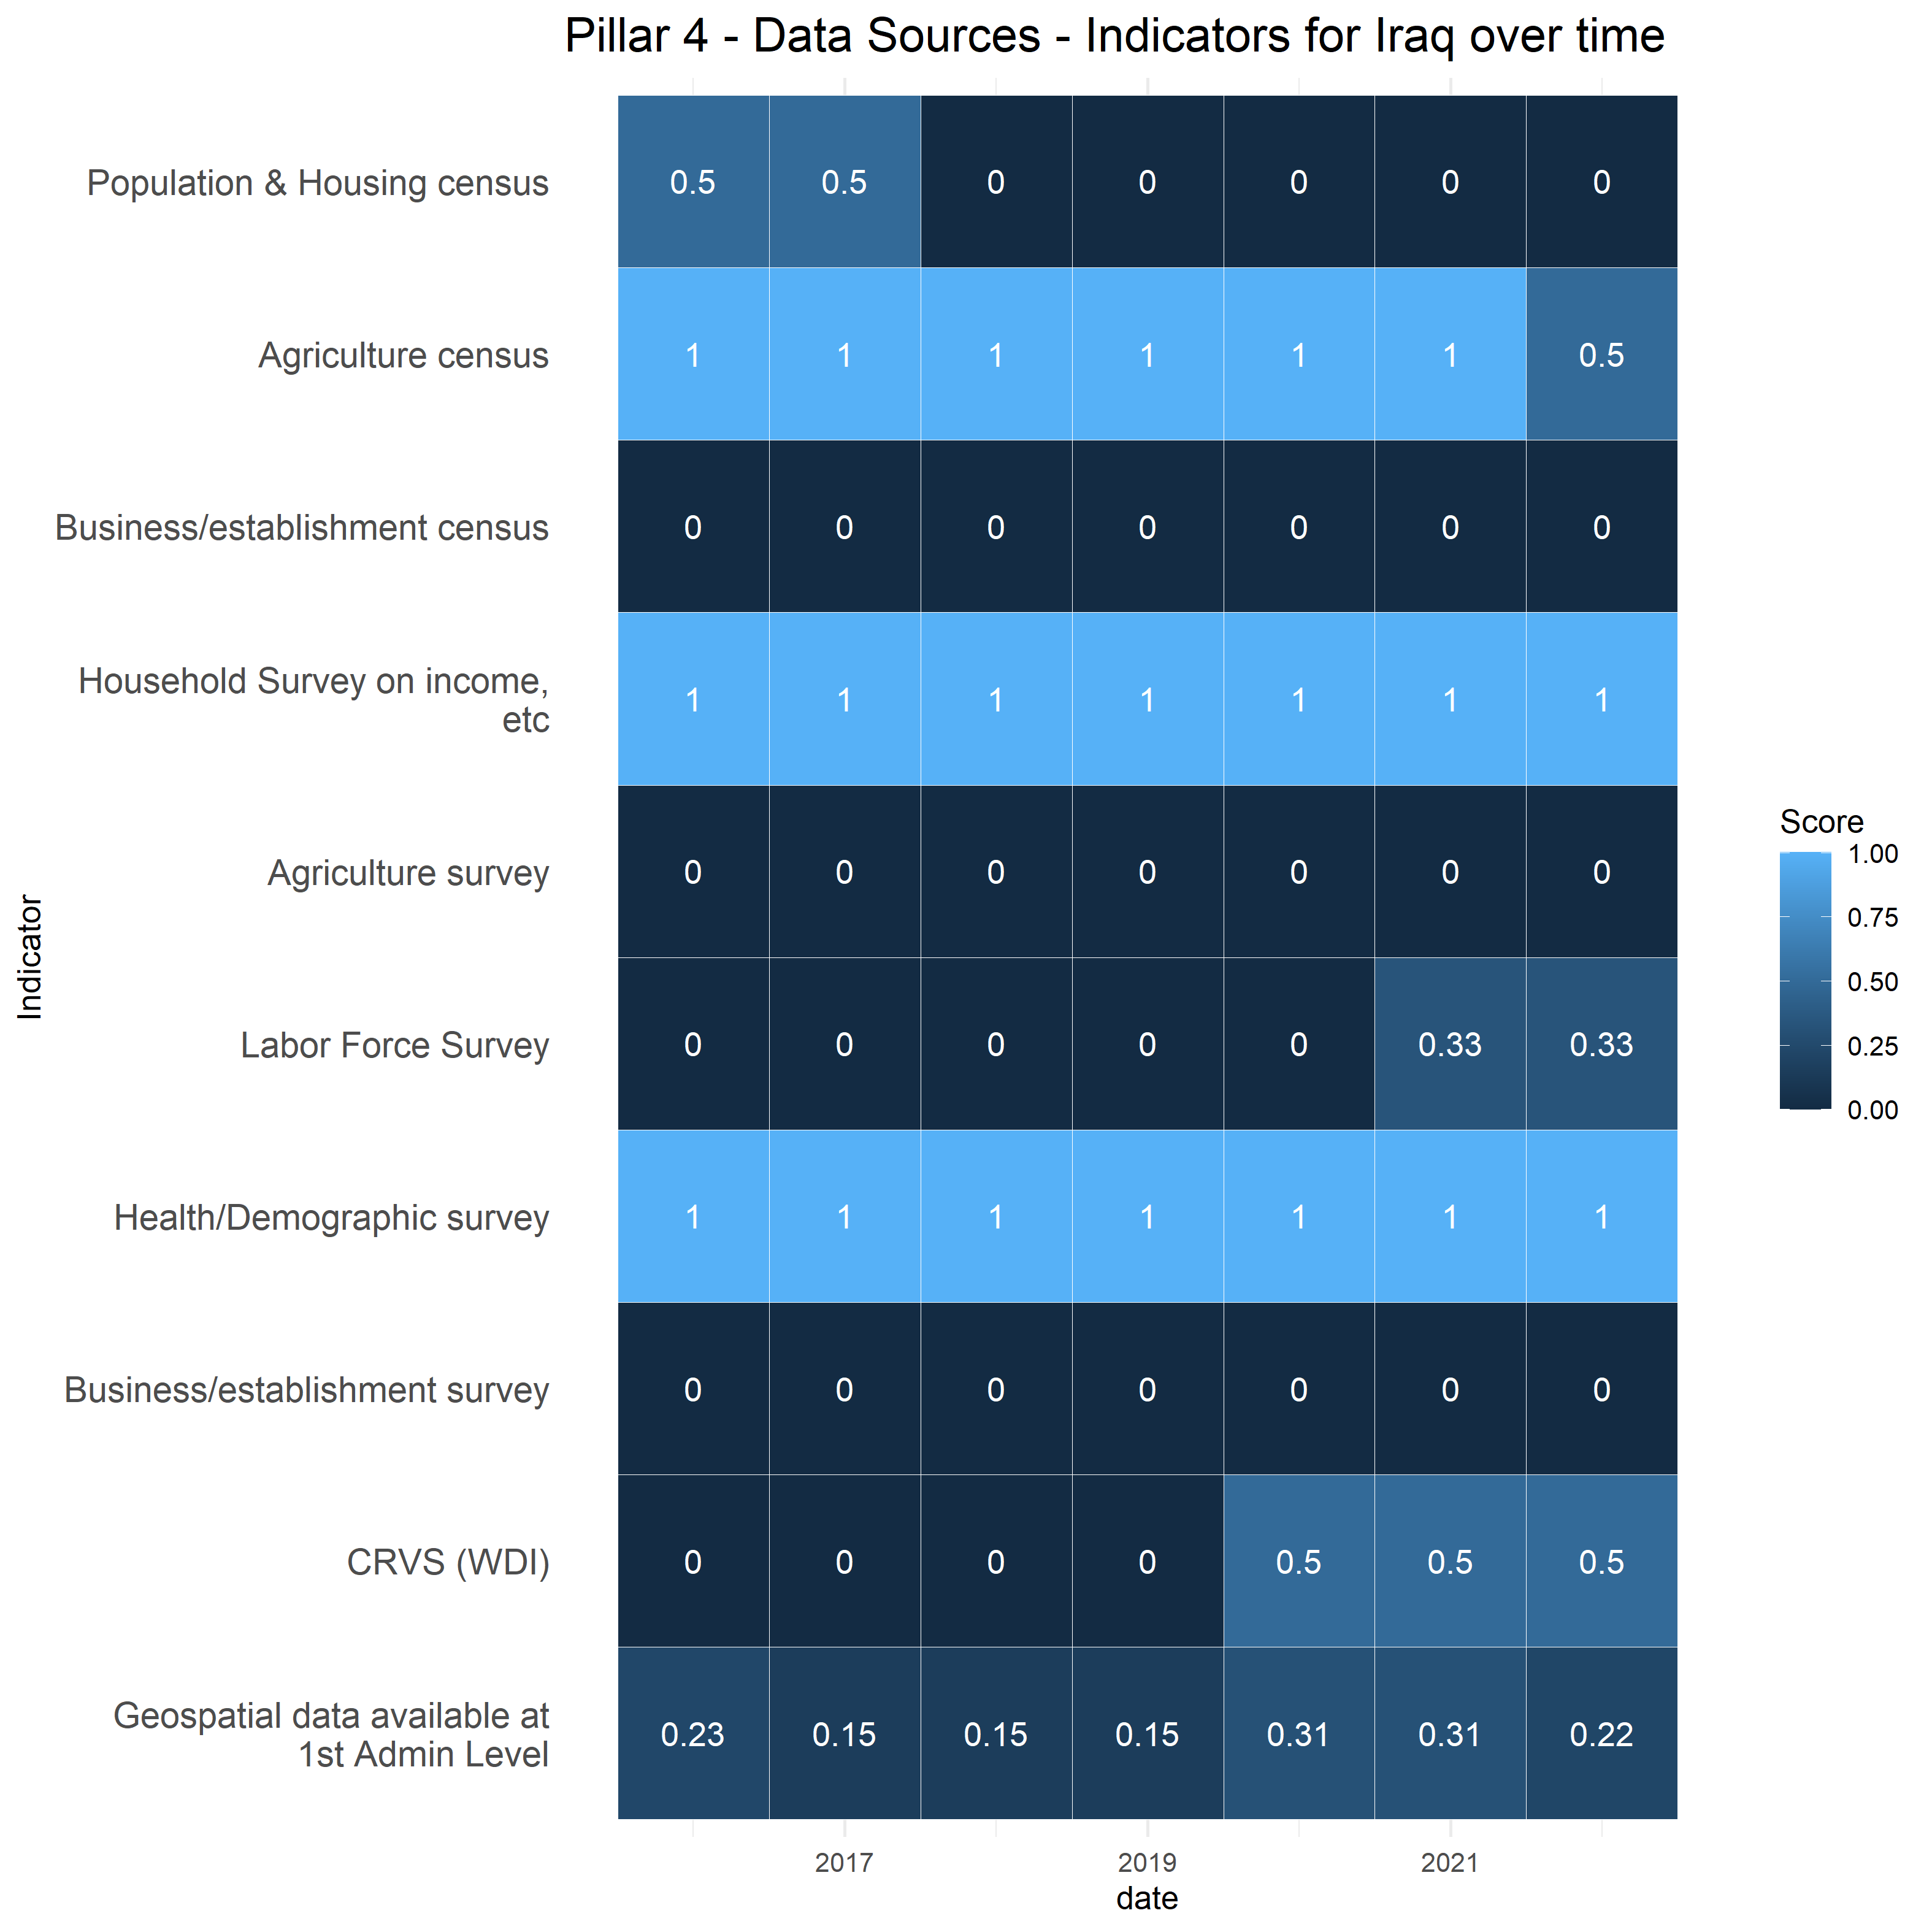 Pillar 4 - Data Sources - Indicators for Iraq over time
Population & Housing census
0.5 0.5 0 0 0 0 0
Agriculture census
1 1 1 1 1 1 0.5
Business/establishment census
0 0 0 0 0 0 0
Household Survey on income,
etc
1 1 1 1 1 1 1
Agriculture survey
0 0 0 0 0 0 0
Labor Force Survey
0 0 0 0 0 0.33 0.33
Health/Demographic survey
1 1 1 1 1 1 1
Business/establishment survey
0 0 0 0 0 0 0
CRVS (WDI)
0 0 0 0 0.5 0.5 0.5
Geospatial data available at
1st Admin Level
0.23 0.15 0.15 0.15 0.31 0.31 0.22
2017 2019 2021
date
Indicator
Score
1.00
0.75
0.50
0.25
0.00